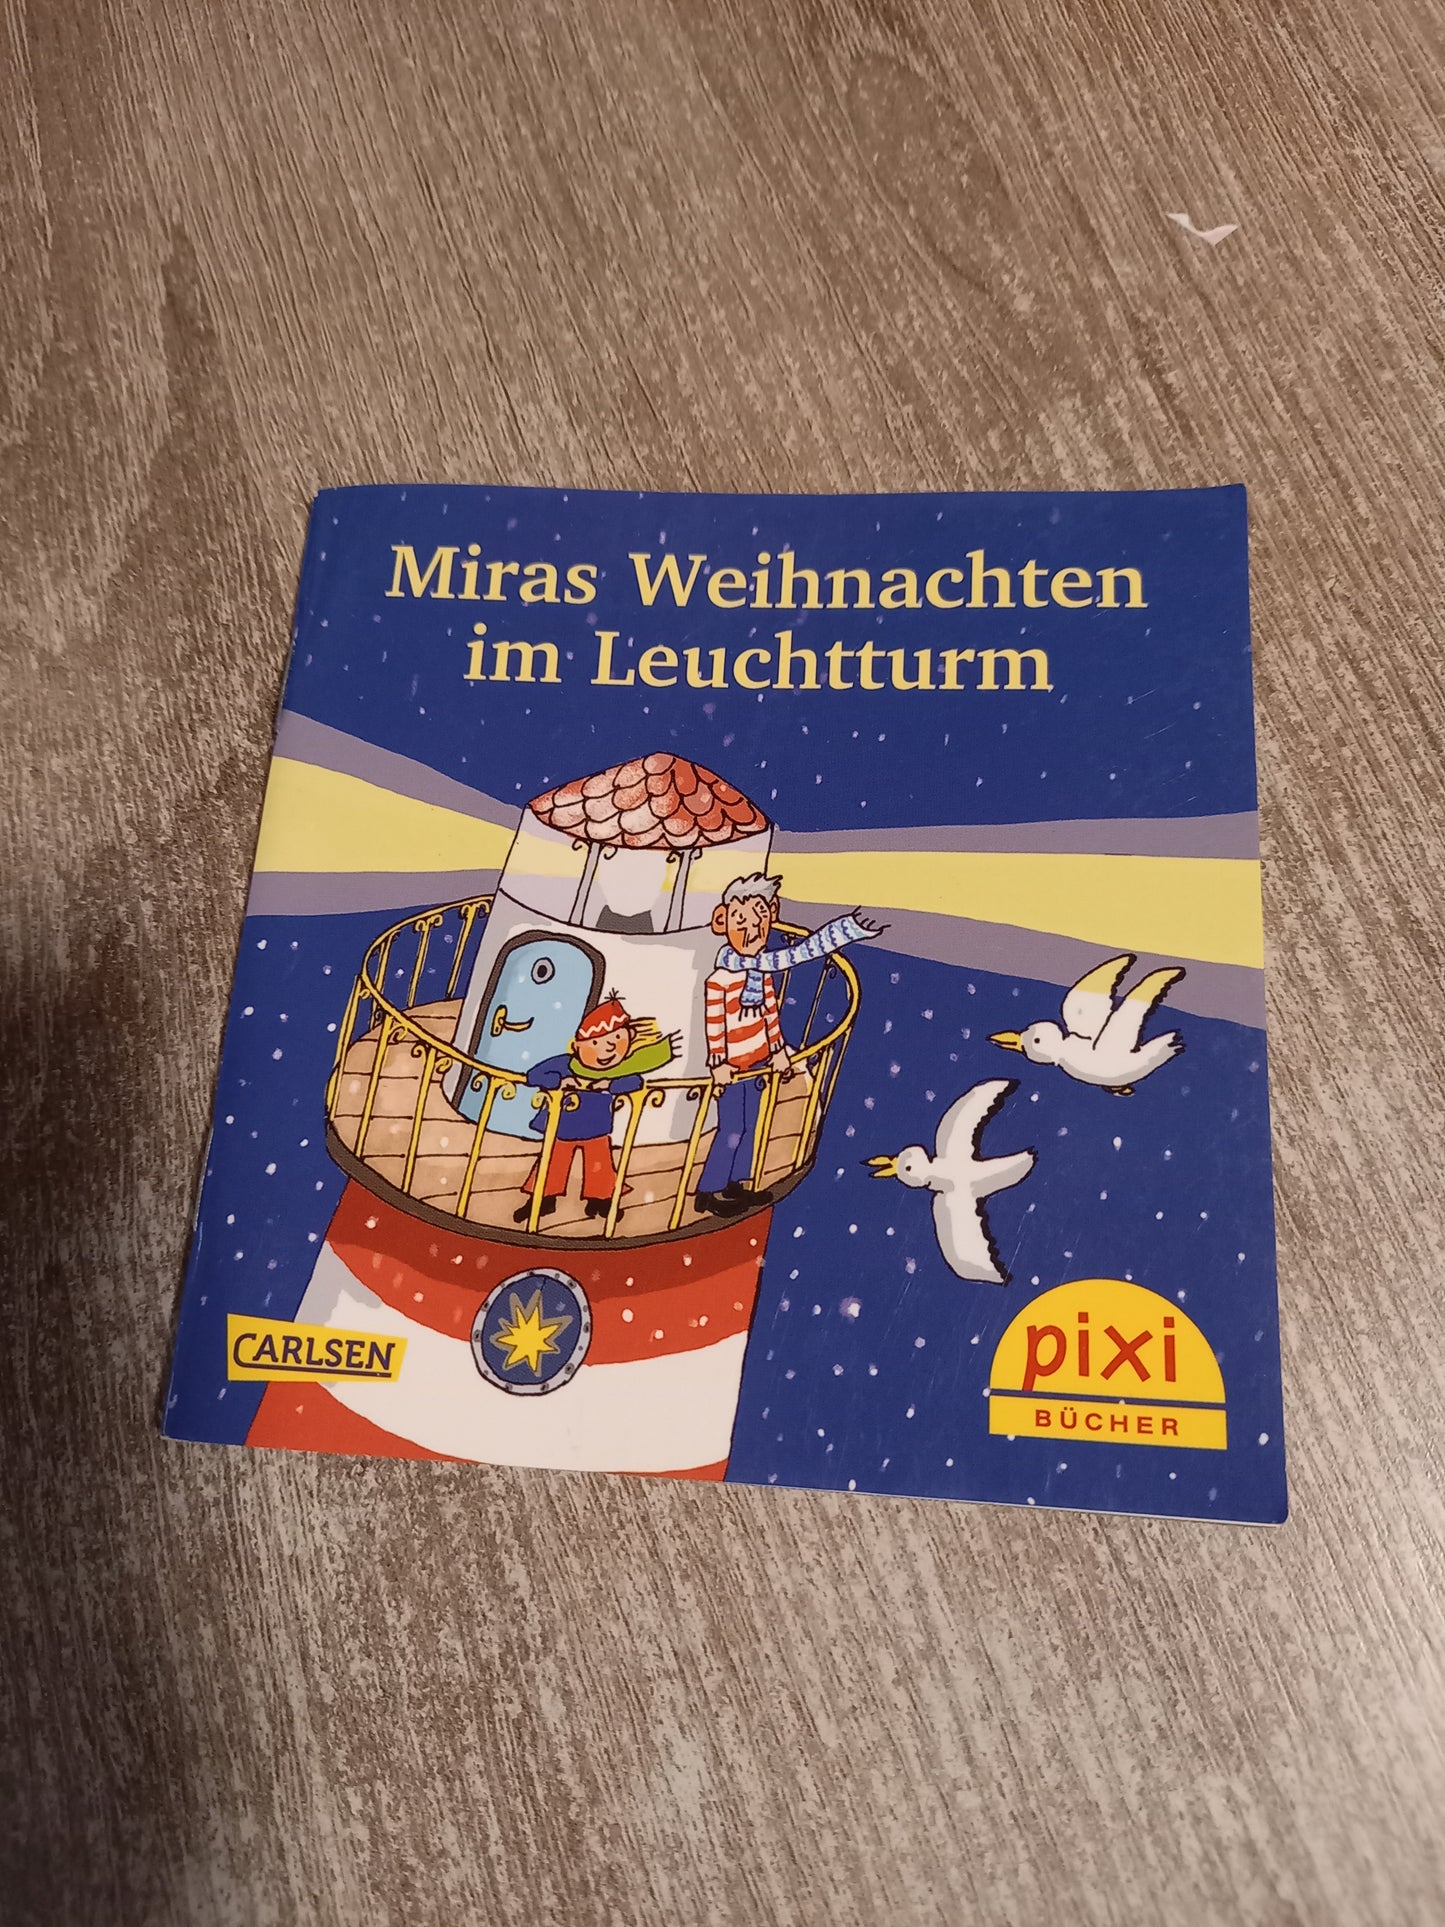 Miras Weihnachten
im Leuchtturm
CARLSEN
pixi
BÜCHER